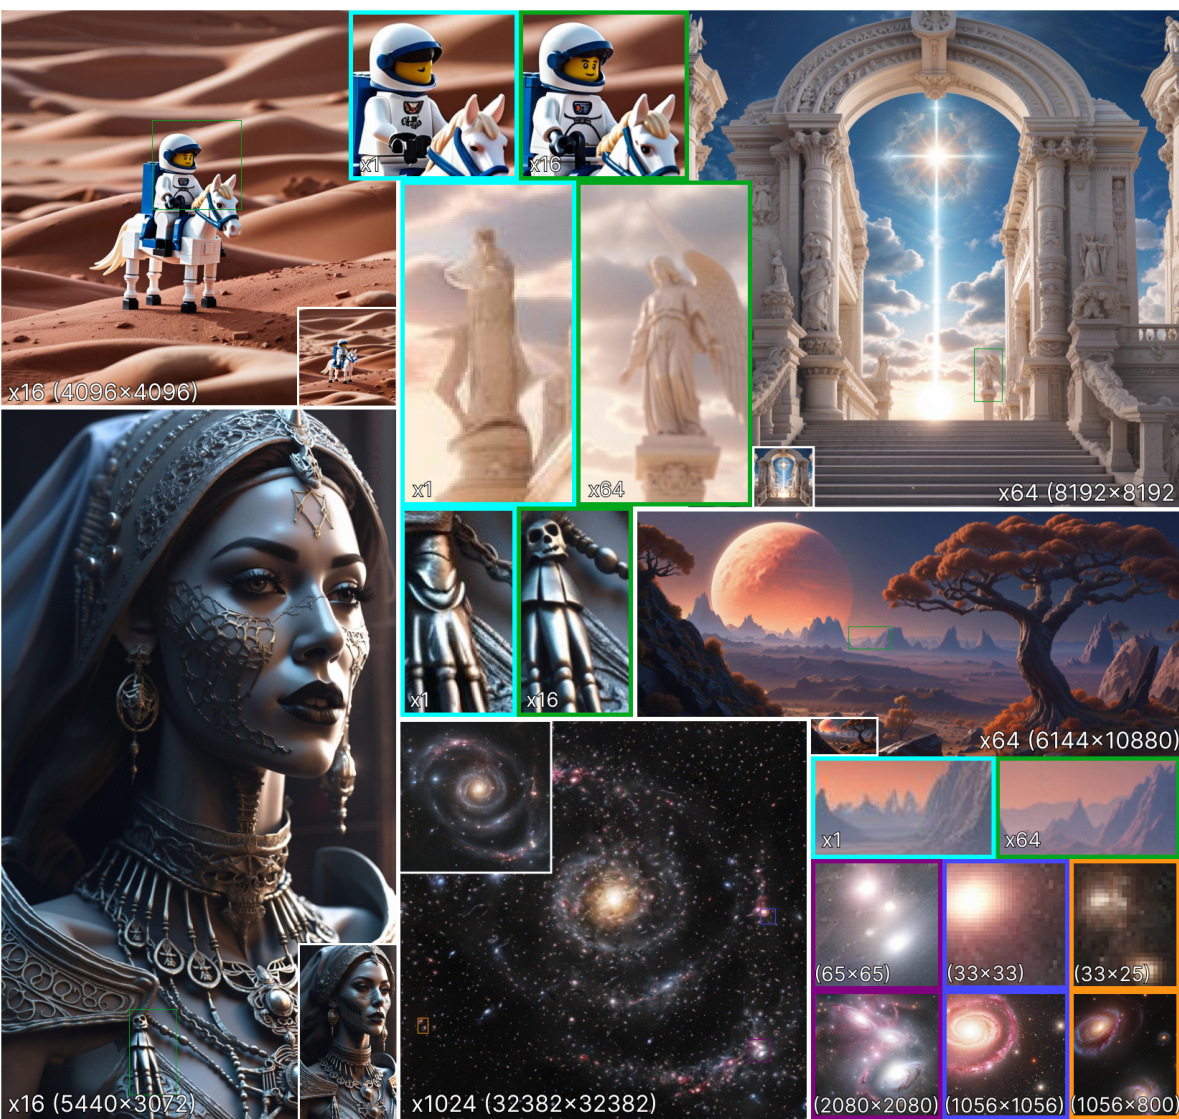 x1
x16
x16 (4096×4096)
x1
x64
x64 (8192×8192
x1
x16
x64 (6144×10880)
x1
x64
(65×65)
(33×33)
(33×25)
x16 (5440×3072)
x1024 (32382×32382)
(2080×2080)
(1056×1056)
(1056×800)